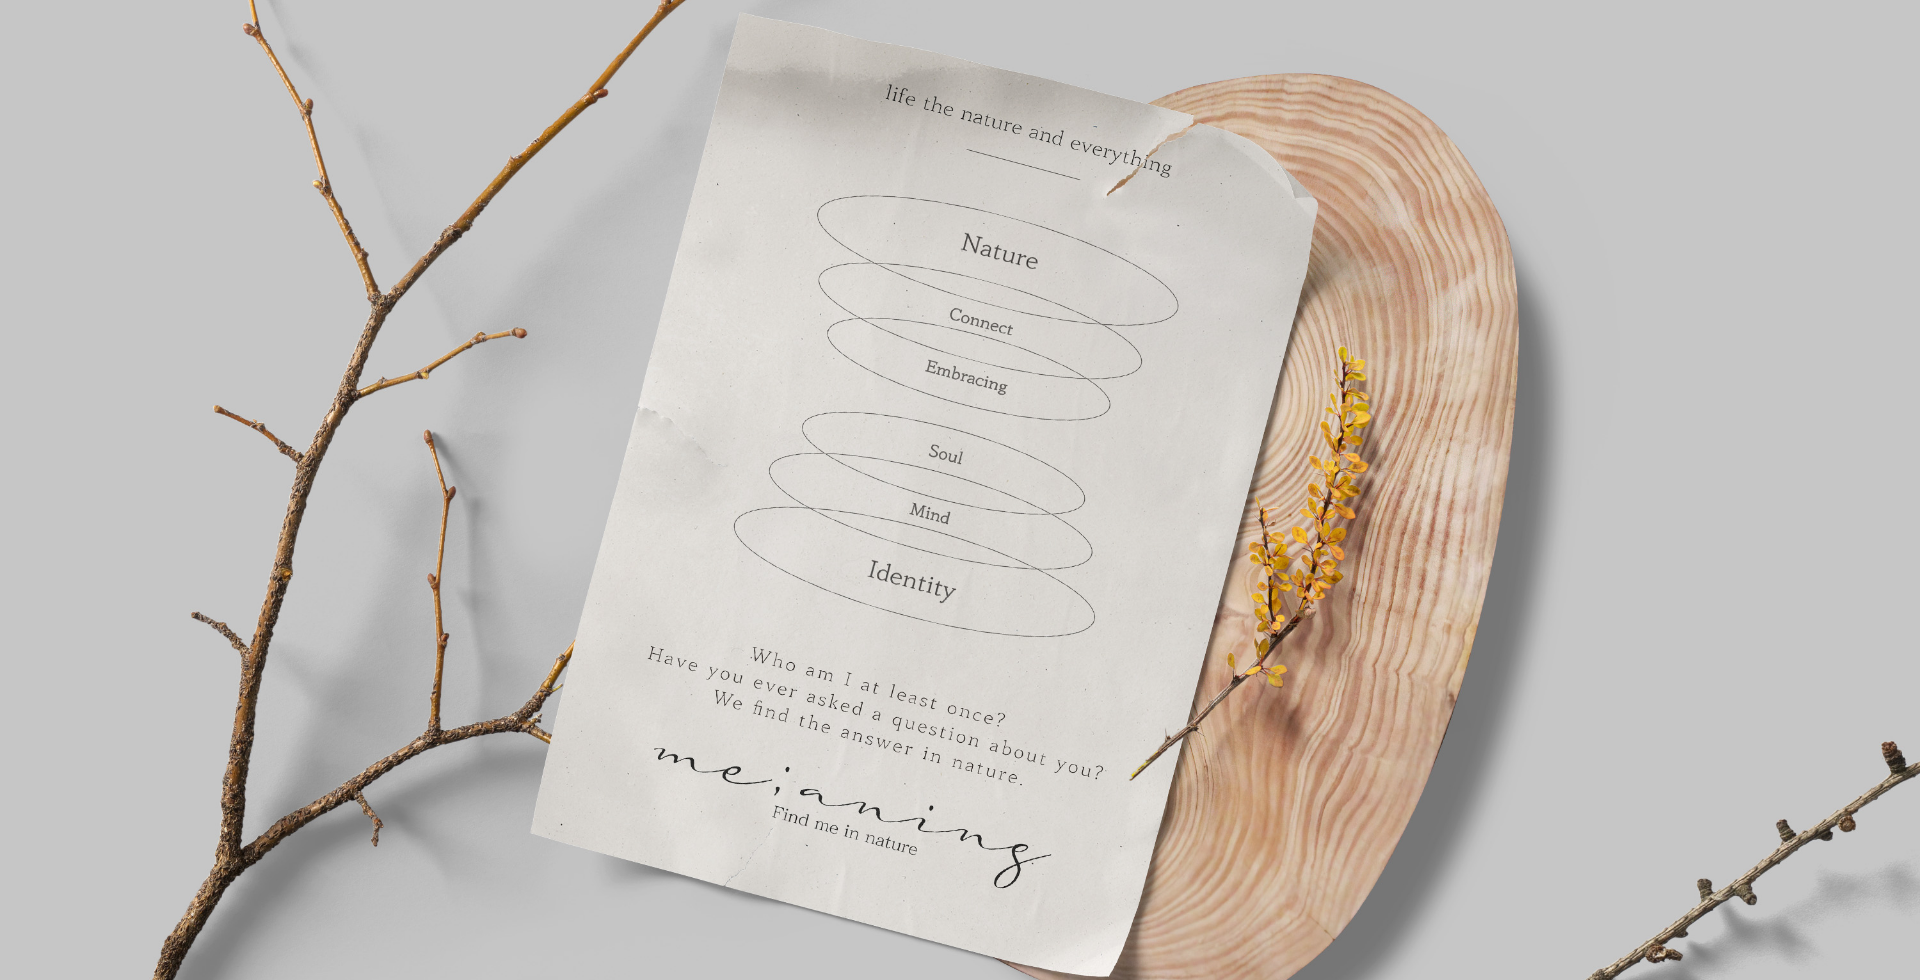 life the nature and everything
Nature
Connect
Embracing
Soul
Mind
Identity
Who am I at least once?
Have you ever asked a question about you?
We find the answer in nature.
me;aning
Find me in nature